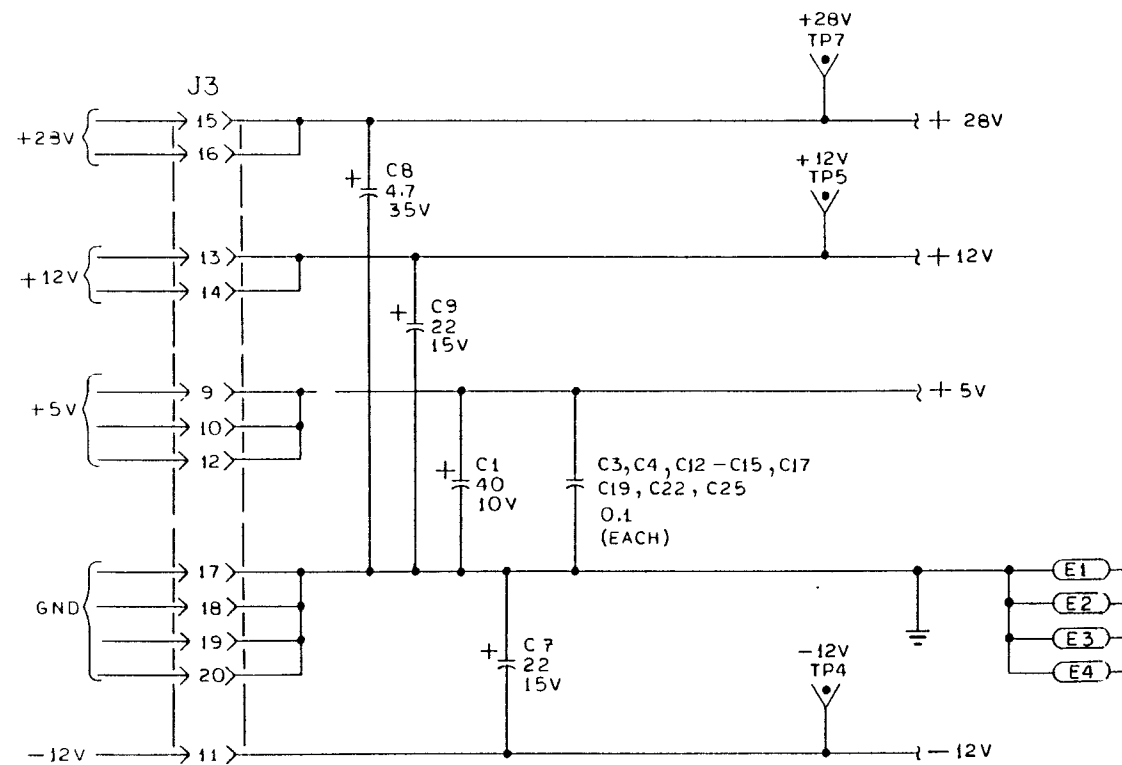 +28V
TP7
J3
+28V
15
16
+ 28V
C8
4.7
35V
+
+12V
TP5
+12V
13
14
+ 12V
C9
22
15V
+
+5V
9
10
12
+ 5V
C1
40
10V
+
C3, C4, C12 – C15, C17
C19, C22, C25
0.1
(EACH)
GND
17
18
19
20
E1
E2
E3
E4
C7
22
15V
+
-12V
TP4
-12V
11
- 12V